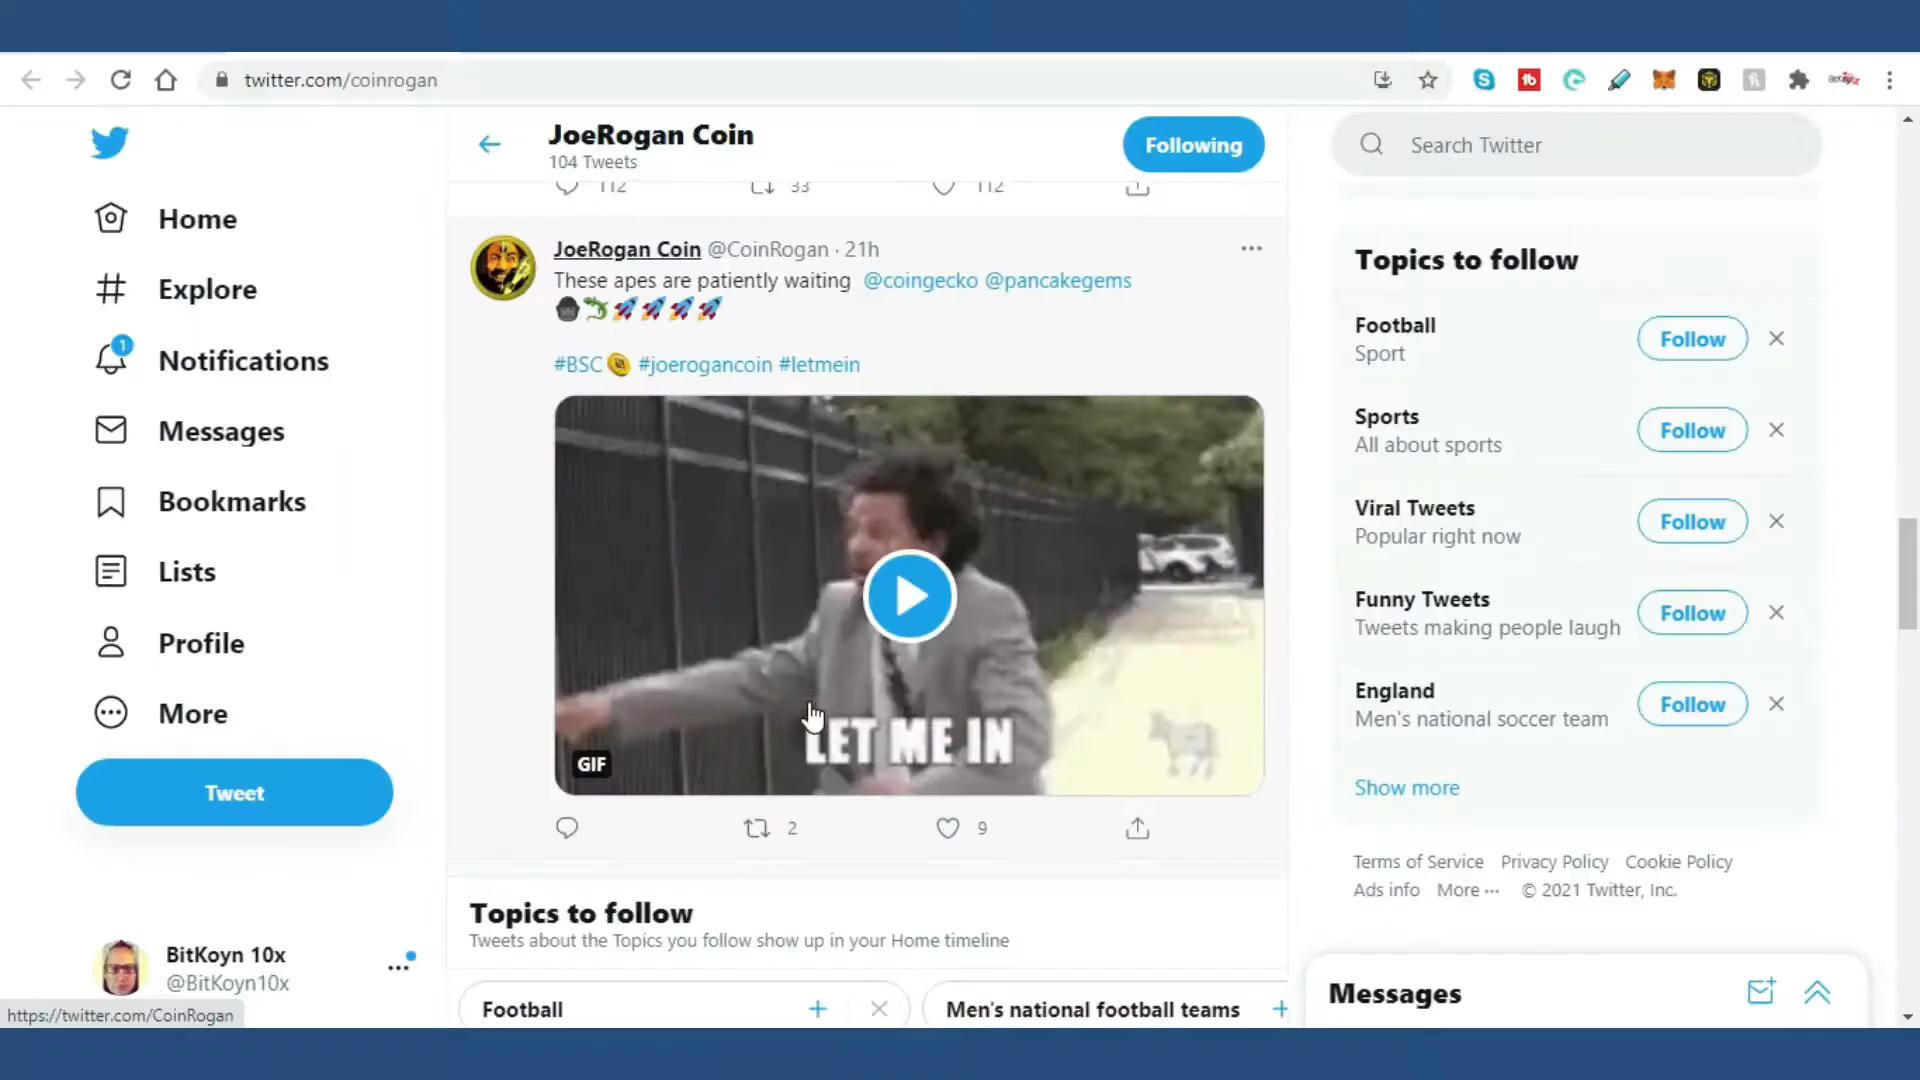 twitter.com/coinrogan
JoeRogan Coin
104 Tweets
Following
Search Twitter
Home
Explore
1
Notifications
Messages
Bookmarks
Lists
Profile
More
Tweet
BitKoyn 10x
@BitKoyn10x
https://twitter.com/CoinRogan
112
33
112
JoeRogan Coin @CoinRogan · 21h
These apes are patiently waiting @coingecko @pancakegems
#BSC #joerogancoin #letmein
LET ME IN
GIF
2
9
Topics to follow
Tweets about the Topics you follow show up in your Home timeline
Football
Men's national football teams
Topics to follow
Football
Sport
Follow
Sports
All about sports
Follow
Viral Tweets
Popular right now
Follow
Funny Tweets
Tweets making people laugh
Follow
England
Men's national soccer team
Follow
Show more
Terms of Service Privacy Policy Cookie Policy
Ads info More ··· © 2021 Twitter, Inc.
Messages